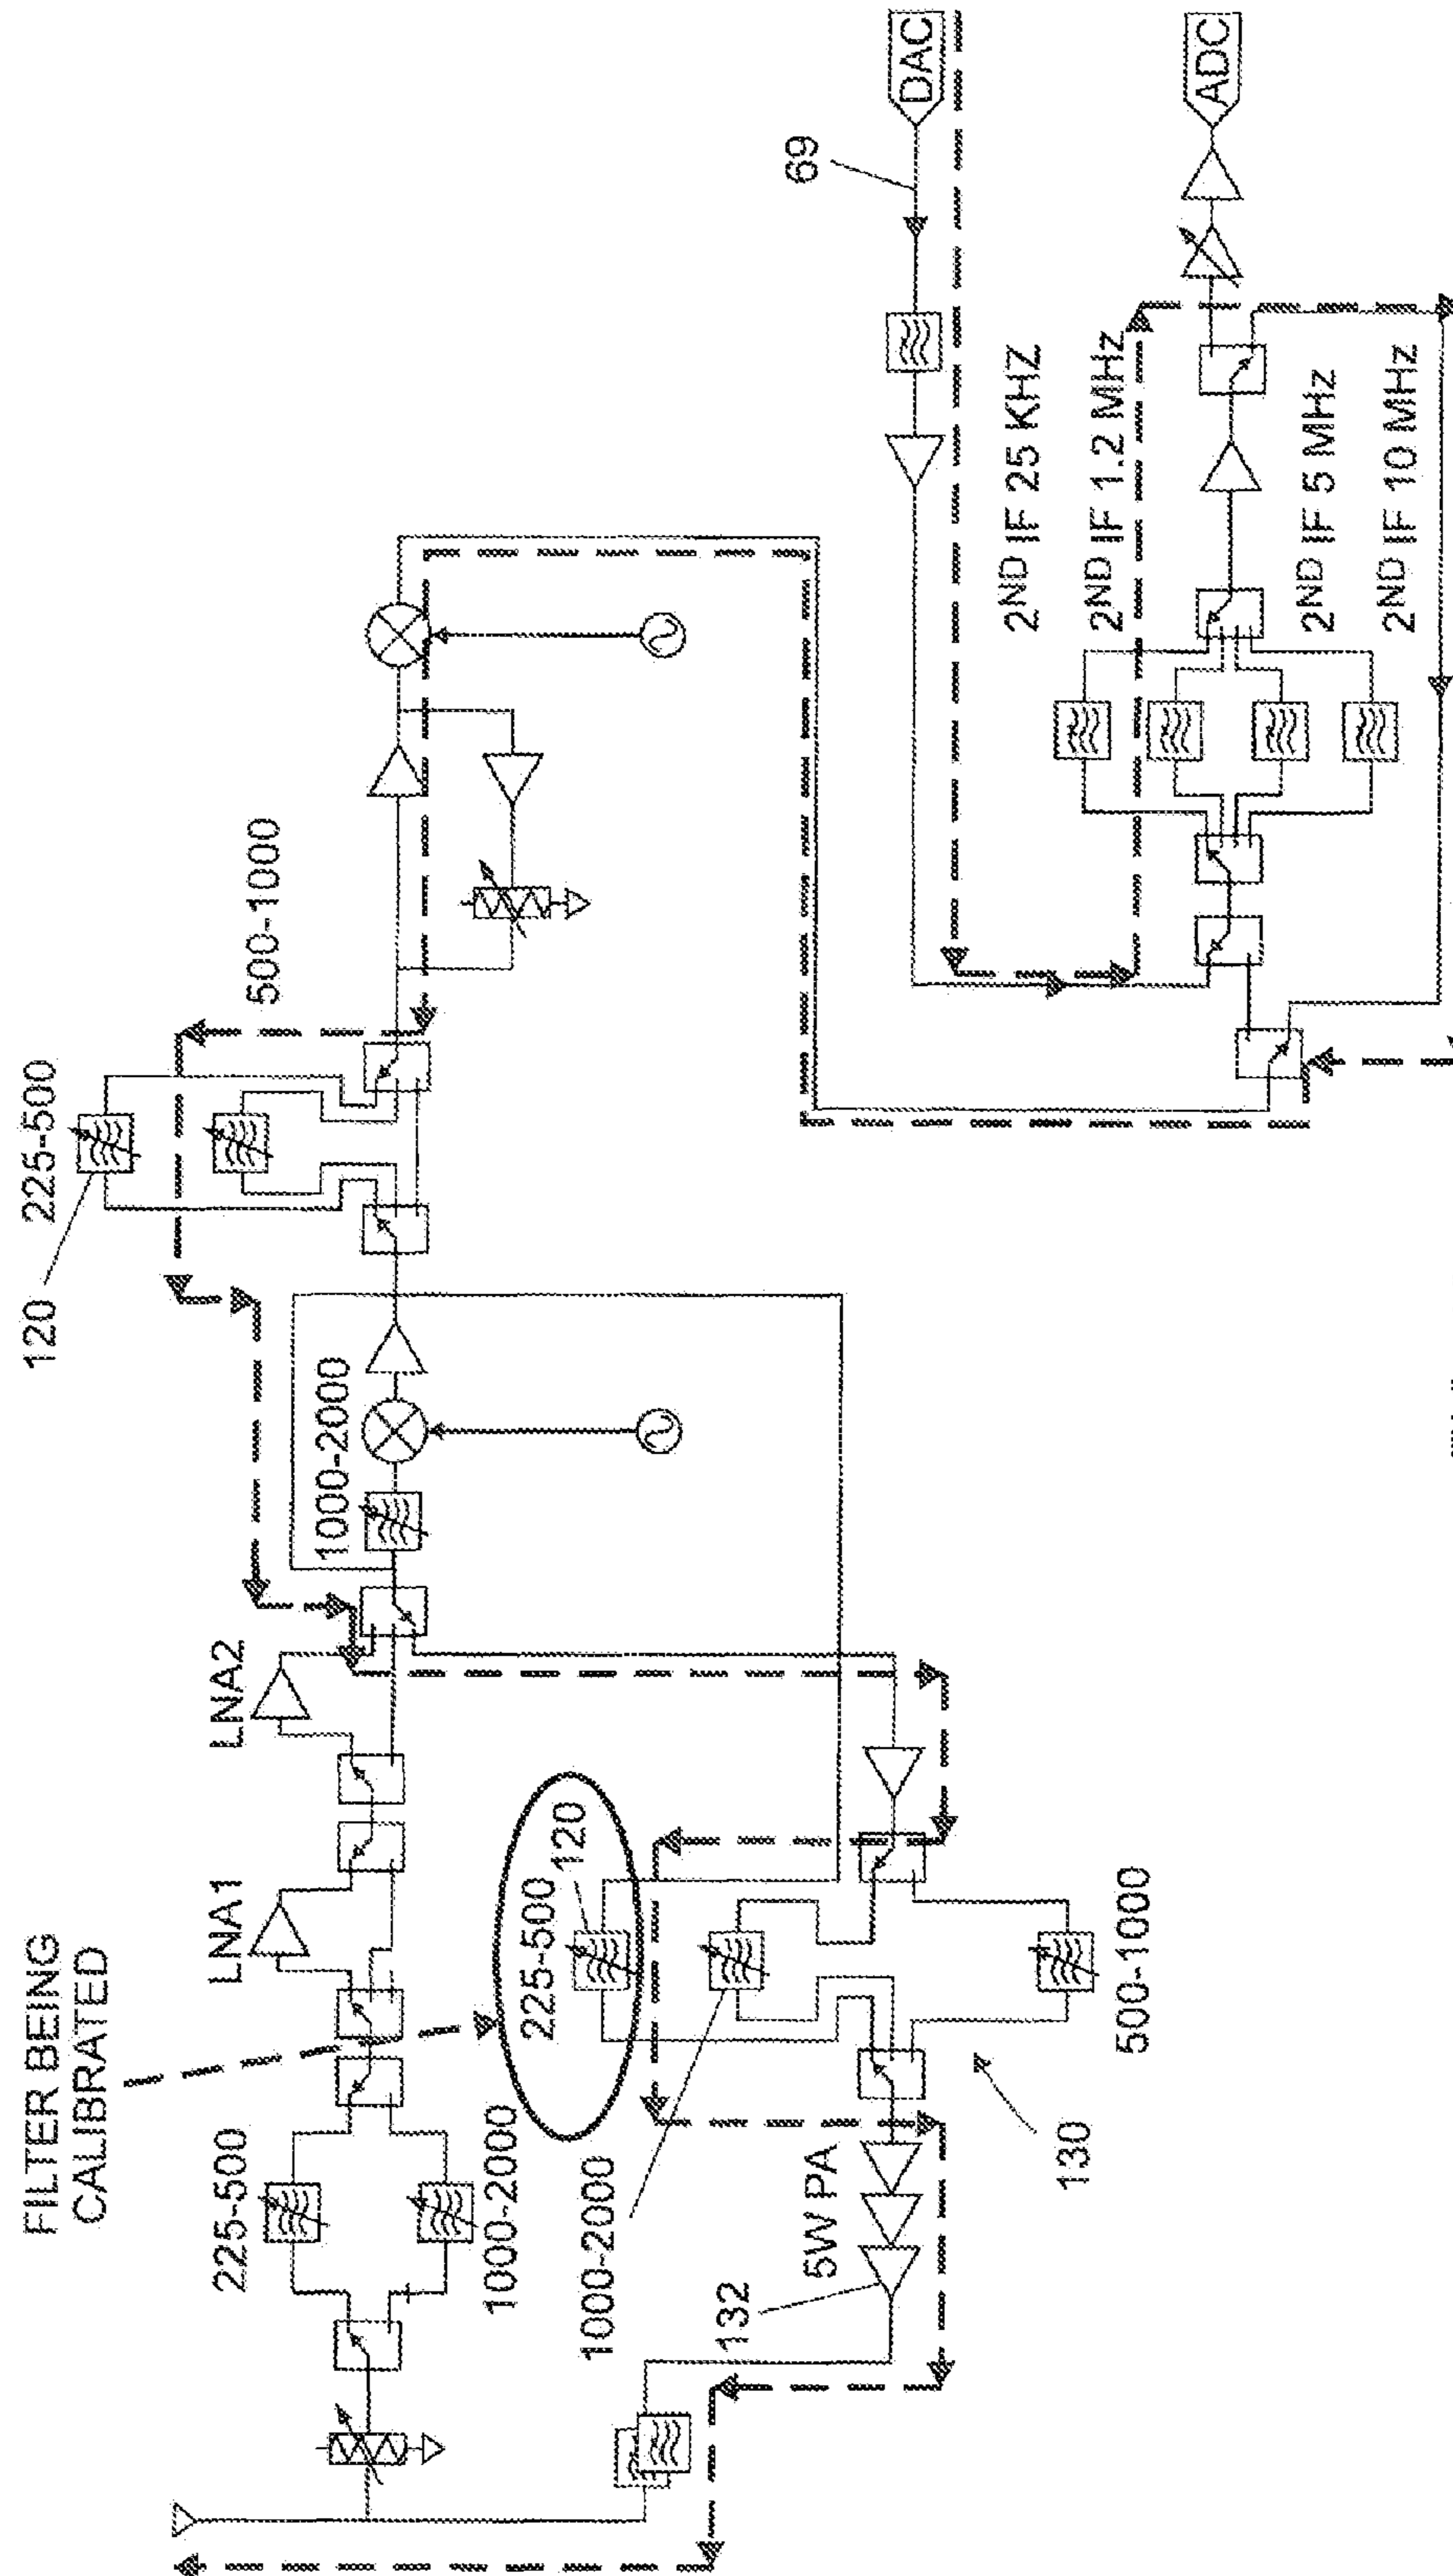 FILTER BEING
CALIBRATED
225-500
1000-2000
LNA1
LNA2
1000-2000
120
225-500
500-1000
225-500
120
1000-2000
5W PA
132
130
500-1000
69
DAC
ADC
2ND IF 25 KHZ
2ND IF 1.2 MHz
2ND IF 5 MHz
2ND IF 10 MHz